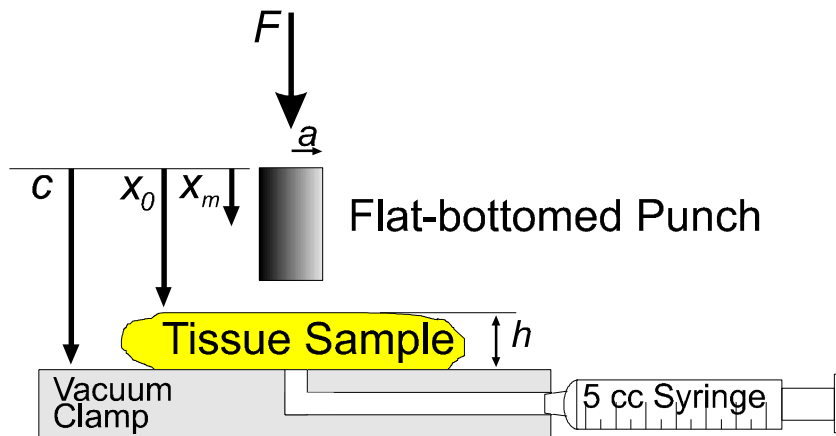 F
a
c
x0
xm
Flat-bottomed Punch
Tissue Sample
h
Vacuum
Clamp
5 cc Syringe